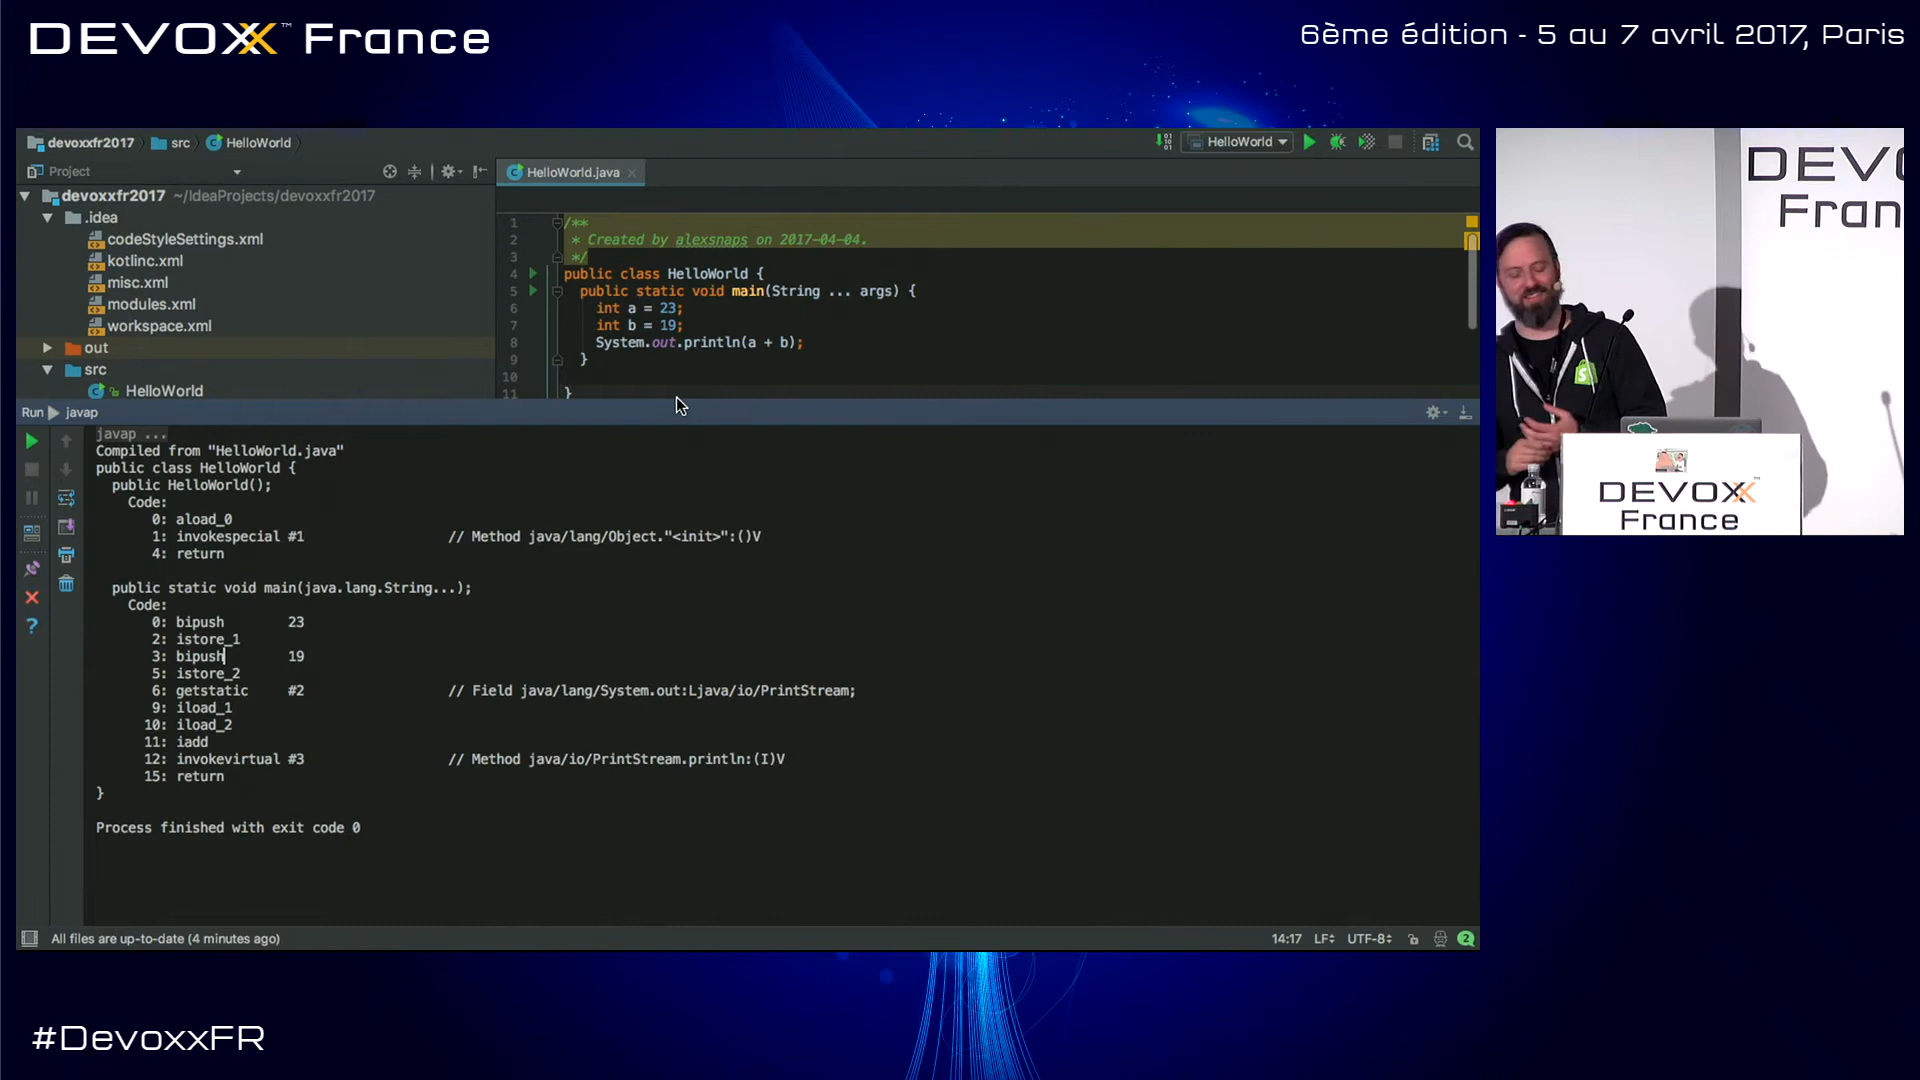 DEVOXX™ France
6ème édition - 5 au 7 avril 2017, Paris
devoxxfr2017 src HelloWorld
HelloWorld
Project
HelloWorld.java
devoxxfr2017 ~/IdeaProjects/devoxxfr2017
.idea
codeStyleSettings.xml
kotlinc.xml
misc.xml
modules.xml
workspace.xml
out
src
HelloWorld
1 /**
2 * Created by alexsnaps on 2017-04-04.
3 */
4 public class HelloWorld {
5 public static void main(String ... args) {
6 int a = 23;
7 int b = 19;
8 System.out.println(a + b);
9 }
10
11 }
Run javap
javap ...
Compiled from "HelloWorld.java"
public class HelloWorld {
public HelloWorld();
Code:
0: aload_0
1: invokespecial #1 // Method java/lang/Object."<init>":()V
4: return
public static void main(java.lang.String...);
Code:
0: bipush 23
2: istore_1
3: bipush 19
5: istore_2
6: getstatic #2 // Field java/lang/System.out:Ljava/io/PrintStream;
9: iload_1
10: iload_2
11: iadd
12: invokevirtual #3 // Method java/io/PrintStream.println:(I)V
15: return
}
Process finished with exit code 0
?
All files are up-to-date (4 minutes ago)
14:17 LF UTF-8 2
DEVO
Fran
DEVOXX™
France
#DevoxxFR